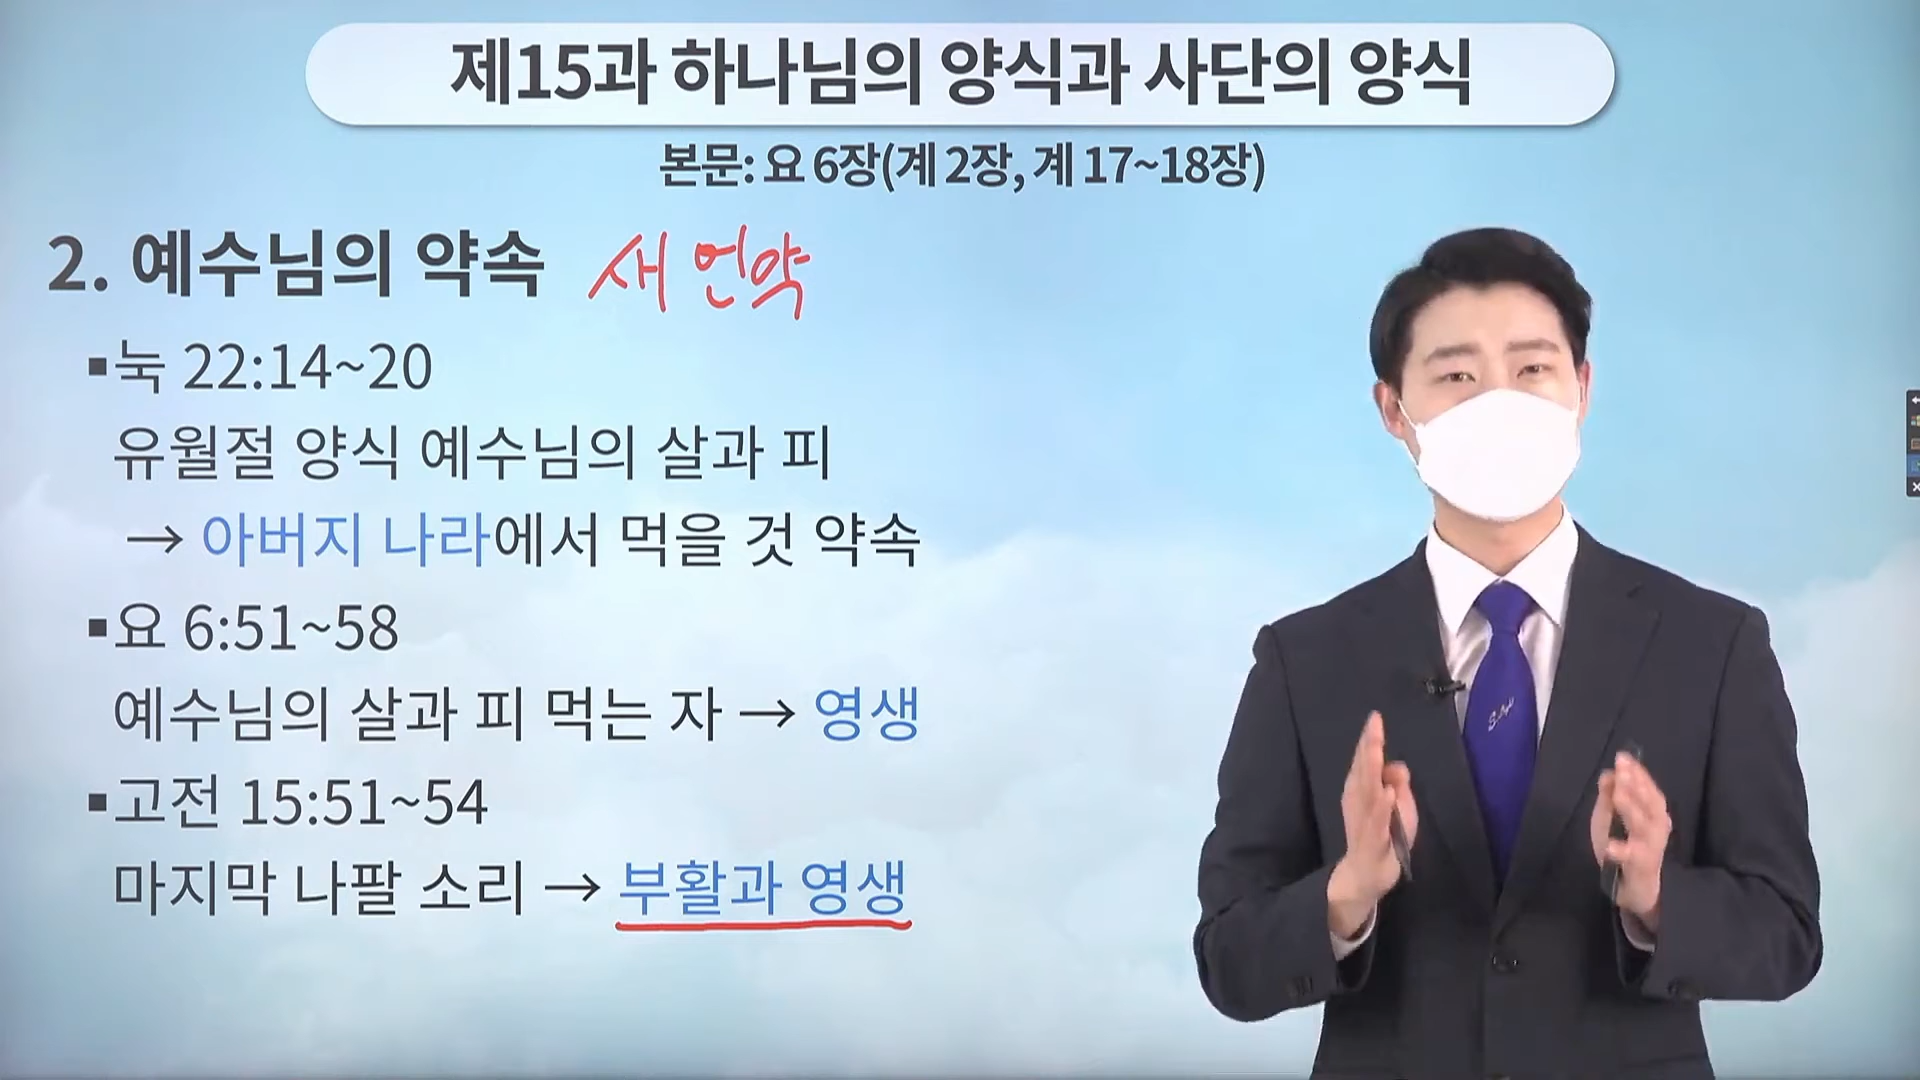 제15과 하나님의 양식과 사단의 양식
본문: 요 6장(계 2장, 계 17~18장)
2. 예수님의 약속 새 언약
▪눅 22:14~20
유월절 양식 예수님의 살과 피
→ 아버지 나라에서 먹을 것 약속
▪요 6:51~58
예수님의 살과 피 먹는 자 → 영생
▪고전 15:51~54
마지막 나팔 소리 → 부활과 영생